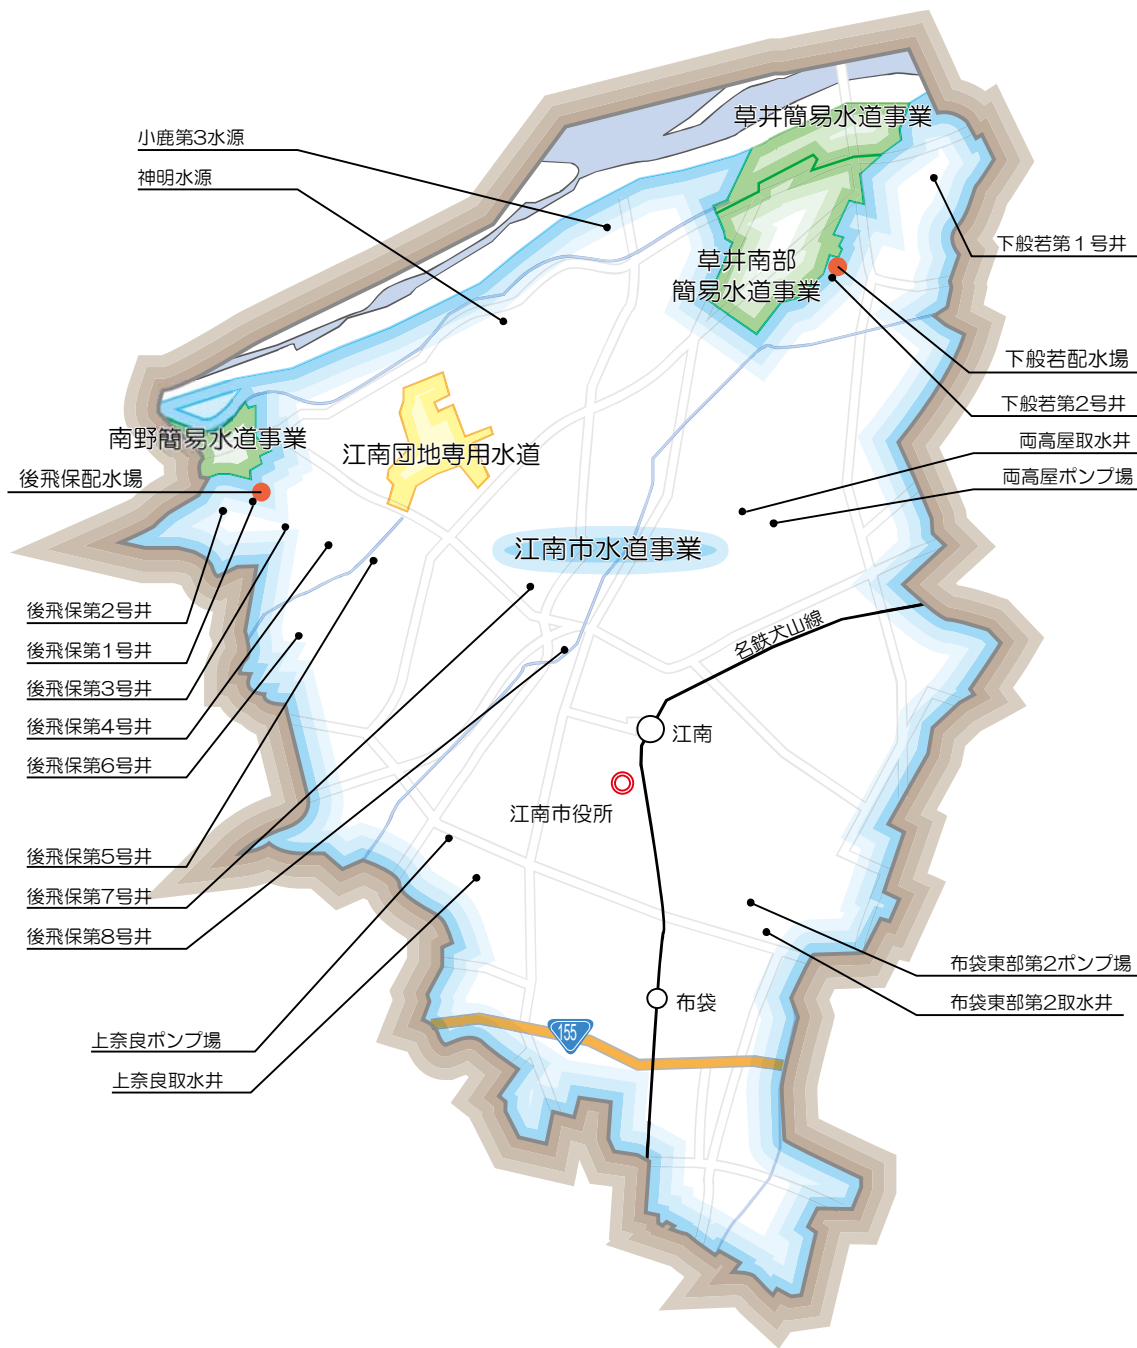 草井簡易水道事業
小鹿第3水源
神明水源
下般若第1号井
草井南部
簡易水道事業
下般若配水場
下般若第2号井
南野簡易水道事業
江南団地専用水道
両高屋取水井
後飛保配水場
両高屋ポンプ場
江南市水道事業
後飛保第2号井
名鉄犬山線
後飛保第1号井
後飛保第3号井
後飛保第4号井
江南
後飛保第6号井
江南市役所
後飛保第5号井
後飛保第7号井
後飛保第8号井
布袋東部第2ポンプ場
布袋
布袋東部第2取水井
155
上奈良ポンプ場
上奈良取水井